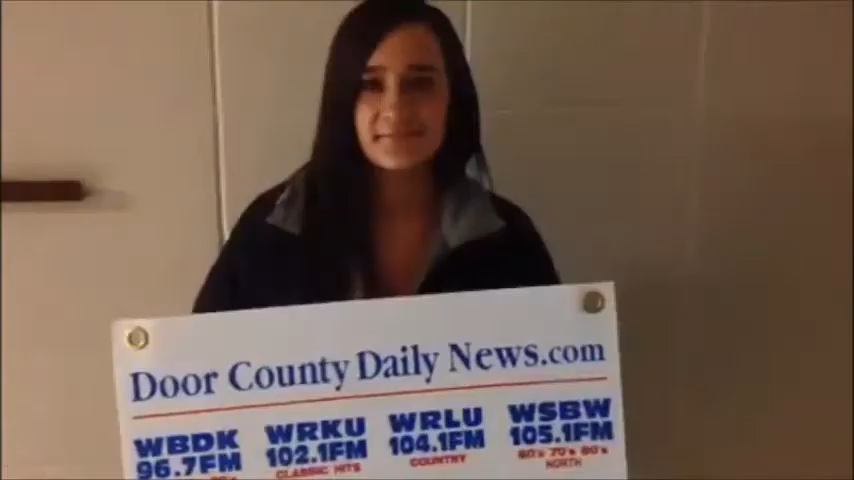 Door County Daily News.com
WBDK WRKU WRLU WSBW
96.7FM 102.1FM 104.1FM 105.1FM
CLASSIC HITS COUNTRY 60's 70's 80's
NORTH